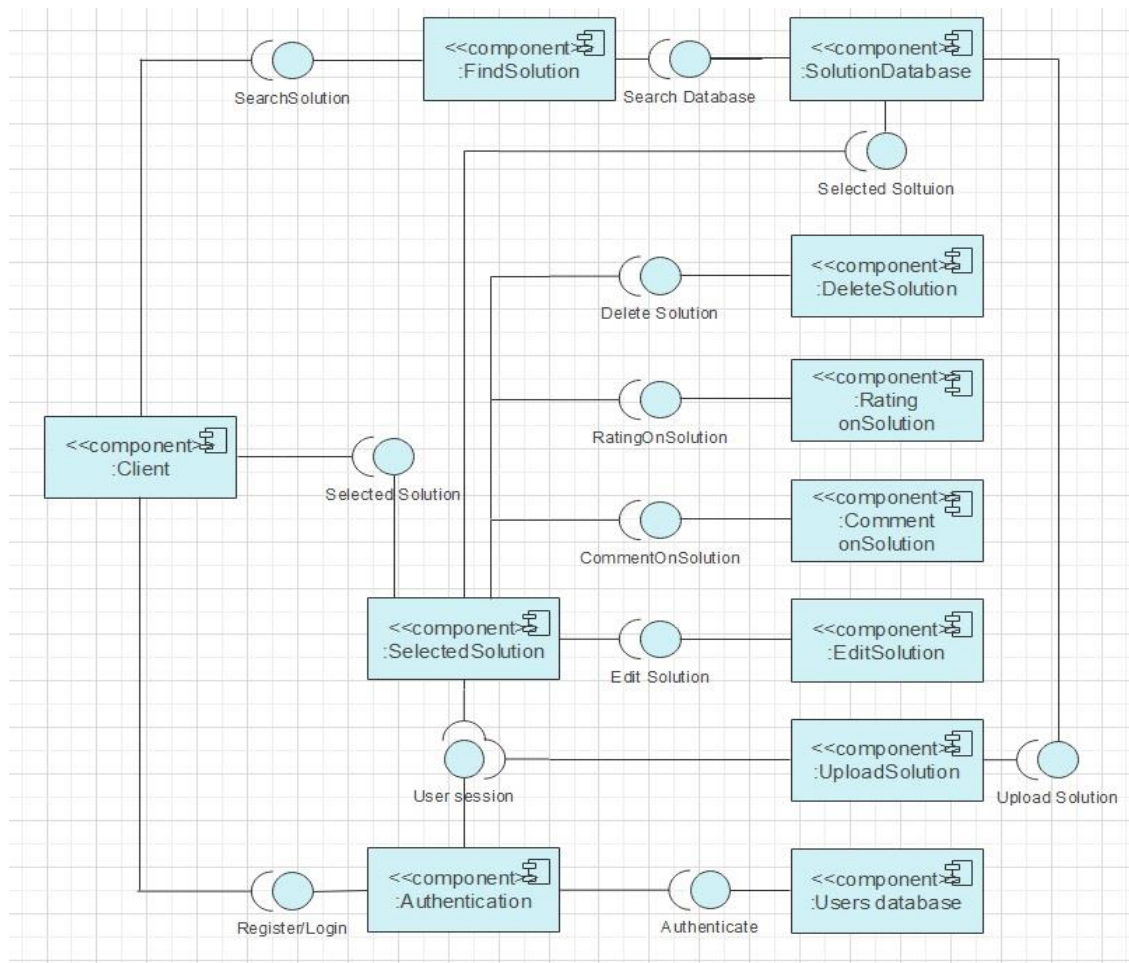 <<component>>
:FindSolution
<<component>>
:SolutionDatabase
SearchSolution
Search Database
Selected Soltuion
<<component>>
:DeleteSolution
Delete Solution
<<component>>
:Rating
onSolution
RatingOnSolution
<<component>>
:Client
Selected Solution
<<component>>
:Comment
onSolution
CommentOnSolution
<<component>>
:SelectedSolution
<<component>>
:EditSolution
Edit Solution
<<component>>
:UploadSolution
User session
Upload Solution
<<component>>
:Authentication
<<component>>
:Users database
Register/Login
Authenticate